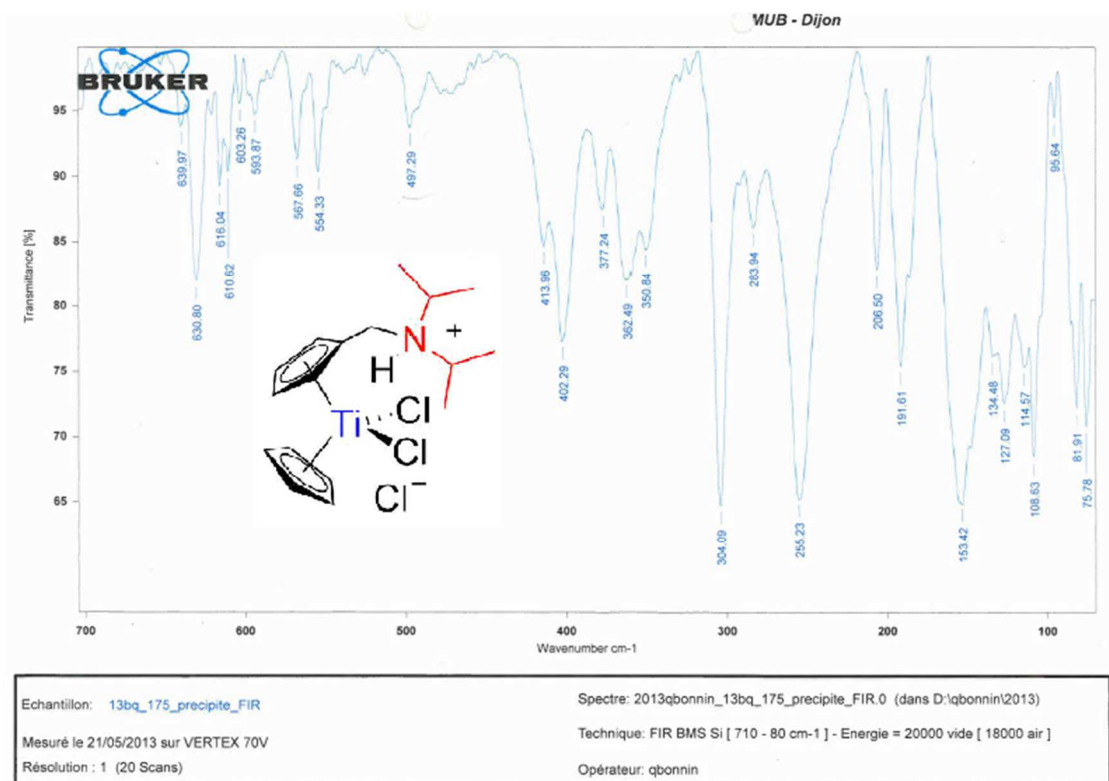 MUB - Dijon
BRUKER
Transmittance [%]
95
90
85
80
75
70
65
639.97
630.80
616.04
610.62
603.26
593.87
567.66
554.33
497.29
413.96
402.29
377.24
362.49
350.84
304.09
283.94
255.23
206.50
191.61
153.42
134.48
127.09
114.57
108.63
95.64
81.91
75.78
N
+
H
Ti
Cl
Cl
Cl−
700
600
500
400
300
200
100
Wavenumber cm-1
Echantillon: 13bq_175_precipite_FIR
Mesuré le 21/05/2013 sur VERTEX 70V
Résolution : 1 (20 Scans)
Spectre: 2013qbonnin_13bq_175_precipite_FIR.0 (dans D:\qbonnin\2013)
Technique: FIR BMS Si [ 710 - 80 cm-1 ] - Energie = 20000 vide [ 18000 air ]
Opérateur: qbonnin